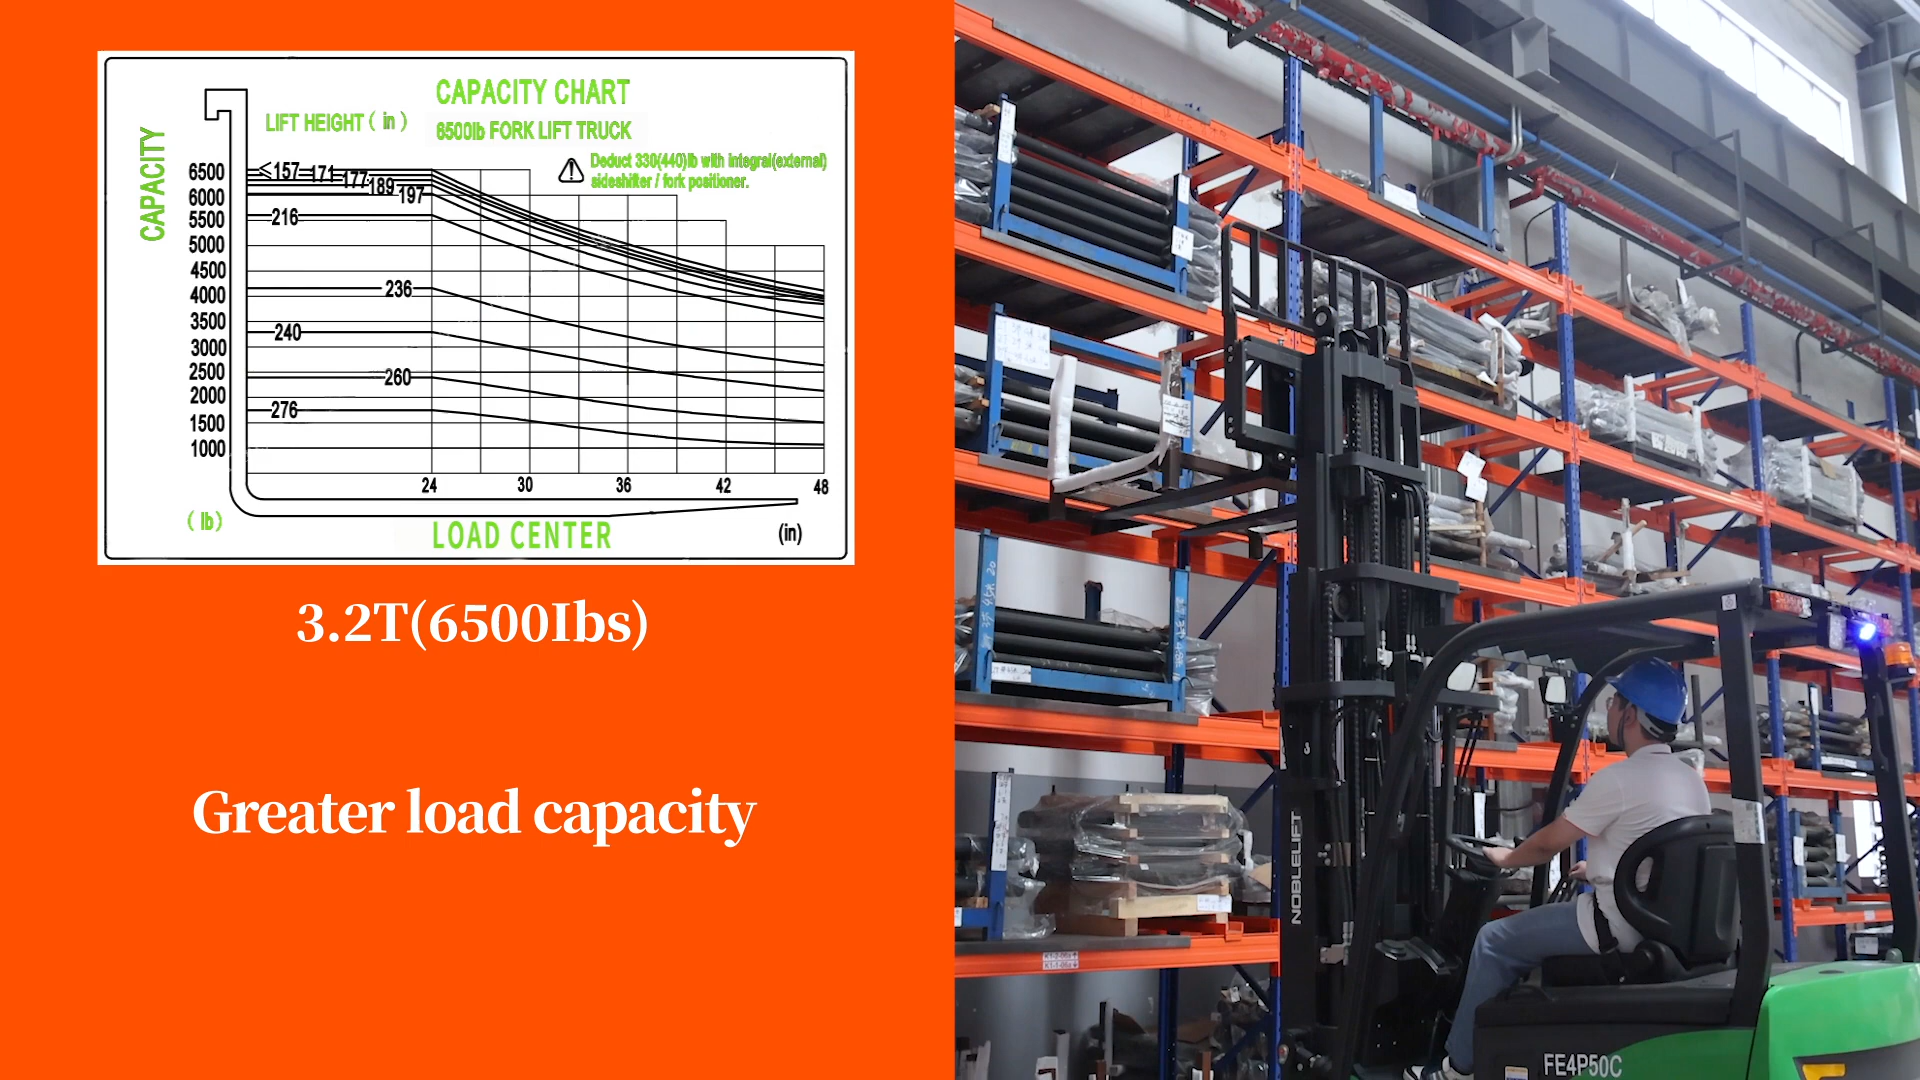 CAPACITY CHART
LIFT HEIGHT ( in )
6500lb FORK LIFT TRUCK
Deduct 330(440)lb with integral(external)
sideshifter / fork positioner.
CAPACITY
6500
6000
5500
5000
4500
4000
3500
3000
2500
2000
1500
1000
≤157
171
177
189
197
216
236
240
260
276
24
30
36
42
48
( lb )
LOAD CENTER
(in)
3.2T(6500Ibs)
Greater load capacity
NOBLELIFT
FE4P50C